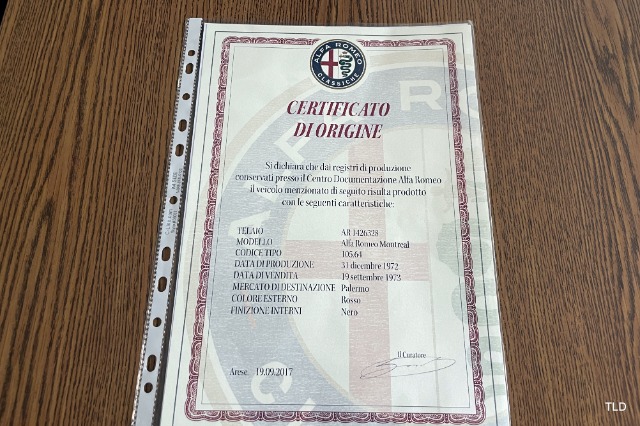 ALFA ROMEO
CLASSICHE
CERTIFICATO
DI ORIGINE
Si dichiara che dai registri di produzione
conservati presso il Centro Documentazione Alfa Romeo
il veicolo menzionato di seguito risulta prodotto
con le seguenti caratteristiche:
TELAIO AR 1426328
MODELLO Alfa Romeo Montreal
CODICE TIPO 105.64
DATA DI PRODUZIONE 31 dicembre 1972
DATA DI VENDITA 19 settembre 1973
MERCATO DI DESTINAZIONE Palermo
COLORE ESTERNO Rosso
FINIZIONE INTERNI Nero
Il Curatore
Arese, 19.09.2017
TLD